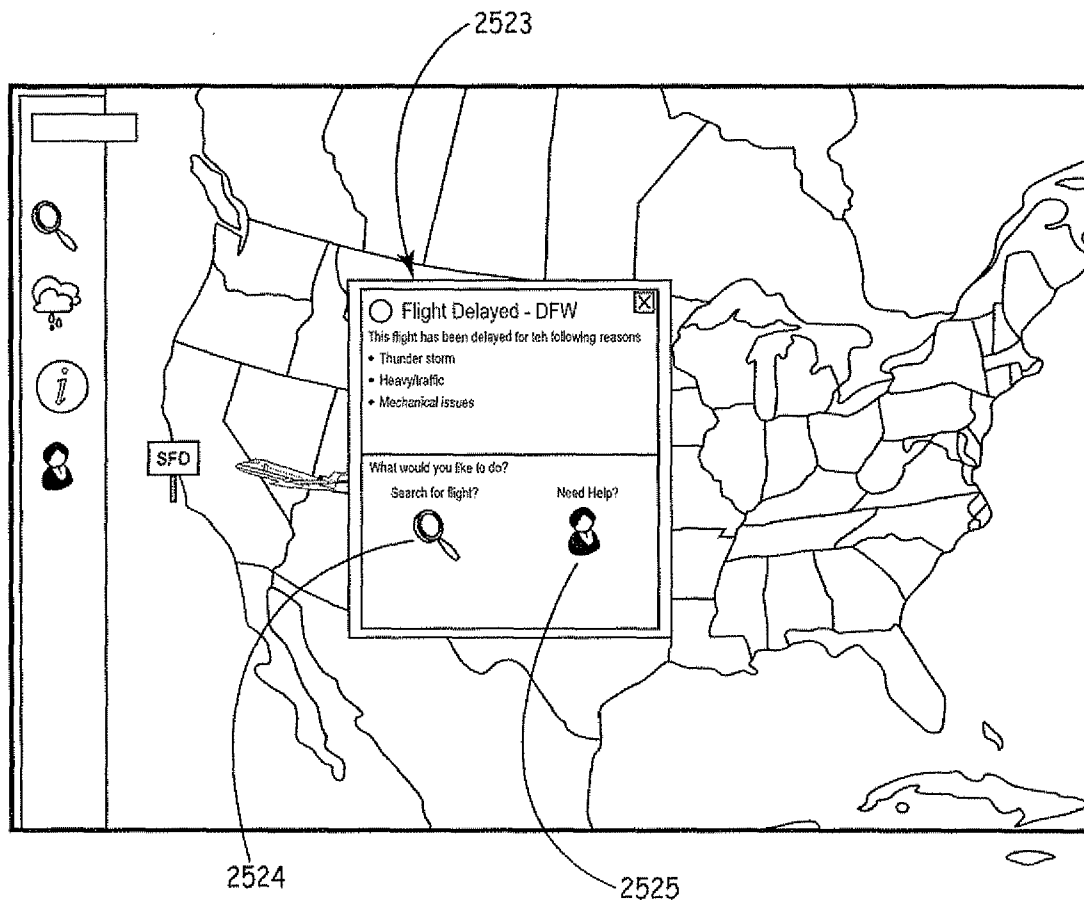 2523
Flight Delayed - DFW
X
This flight has been delayed for teh following reasons
• Thunder storm
• Heavy/traffic
• Mechanical issues
i
SFO
What would you like to do?
Search for flight?
Need Help?
2524
2525